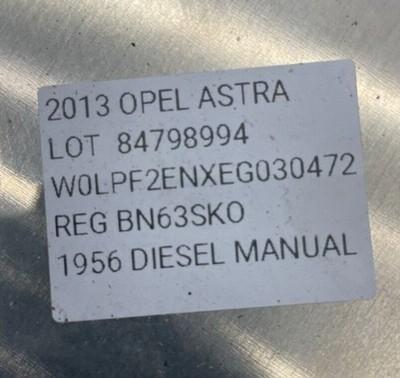 2013 OPEL ASTRA
LOT 84798994
W0LPF2ENXEG030472
REG BN63SKO
1956 DIESEL MANUAL